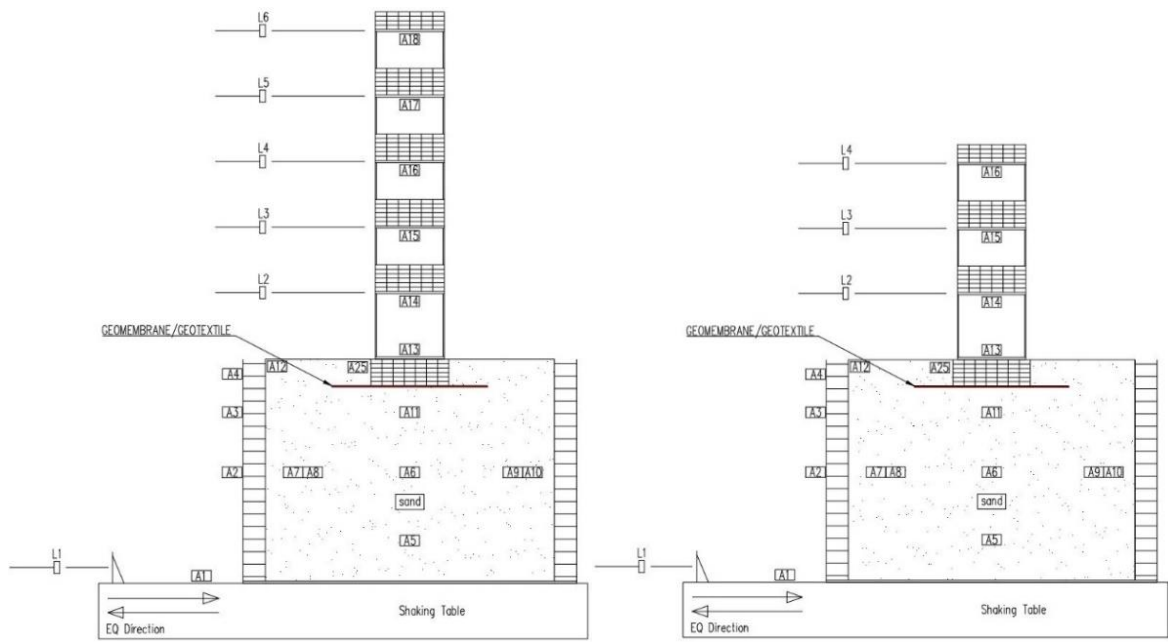 L6
A18
L5
A17
L4
A16
L3
A15
L2
A14
GEOMEMBRANE/GEOTEXTILE
A13
A12
A25
A4
A3
A11
A2
A7
A8
A6
A9
A10
sand
A5
L1
A1
EQ Direction
Shaking Table
L4
A16
L3
A15
L2
A14
GEOMEMBRANE/GEOTEXTILE
A13
A12
A25
A4
A3
A11
A2
A7
A8
A6
A9
A10
sand
A5
L1
A1
EQ Direction
Shaking Table